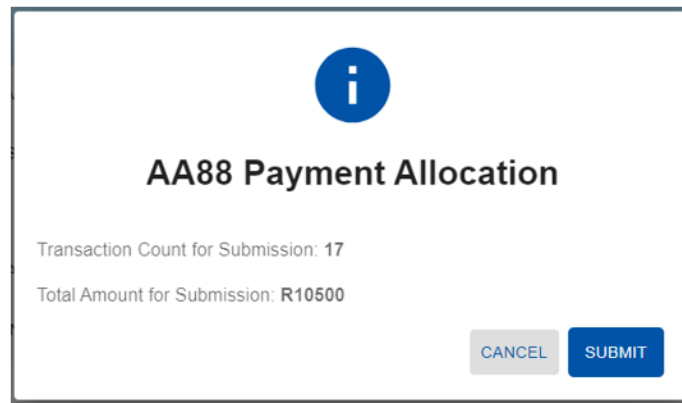 i
AA88 Payment Allocation
Transaction Count for Submission: 17
Total Amount for Submission: R10500
CANCEL SUBMIT